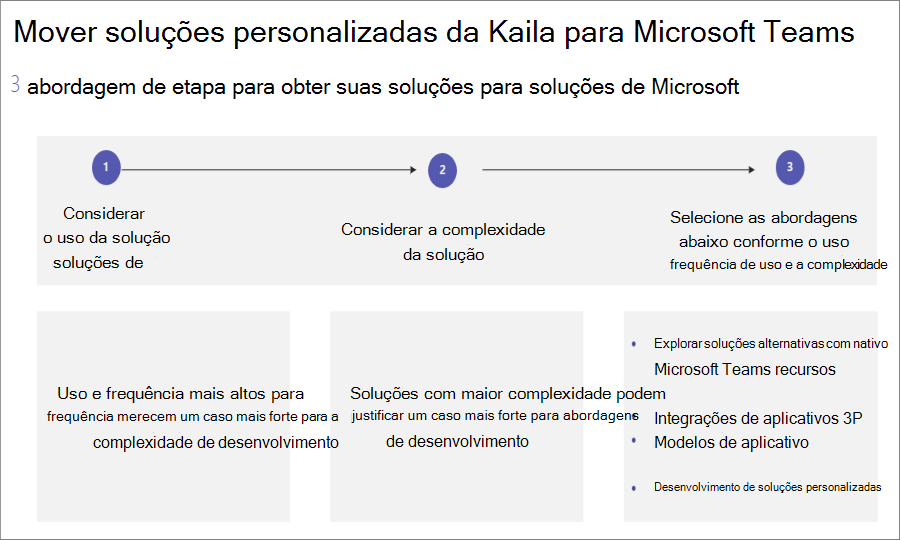 Mover soluções personalizadas da Kaila para Microsoft Teams
3 abordagem de etapa para obter suas soluções para soluções de Microsoft
1
2
3
Considerar
o uso da solução
soluções de
Considerar a complexidade
da solução
Selecione as abordagens
abaixo conforme o uso
frequência de uso e a complexidade
Uso e frequência mais altos para
frequência merecem um caso mais forte para a
complexidade de desenvolvimento
Soluções com maior complexidade podem
justificar um caso mais forte para abordagens
de desenvolvimento
• Explorar soluções alternativas com nativo
Microsoft Teams recursos
• Integrações de aplicativos 3P
• Modelos de aplicativo
• Desenvolvimento de soluções personalizadas